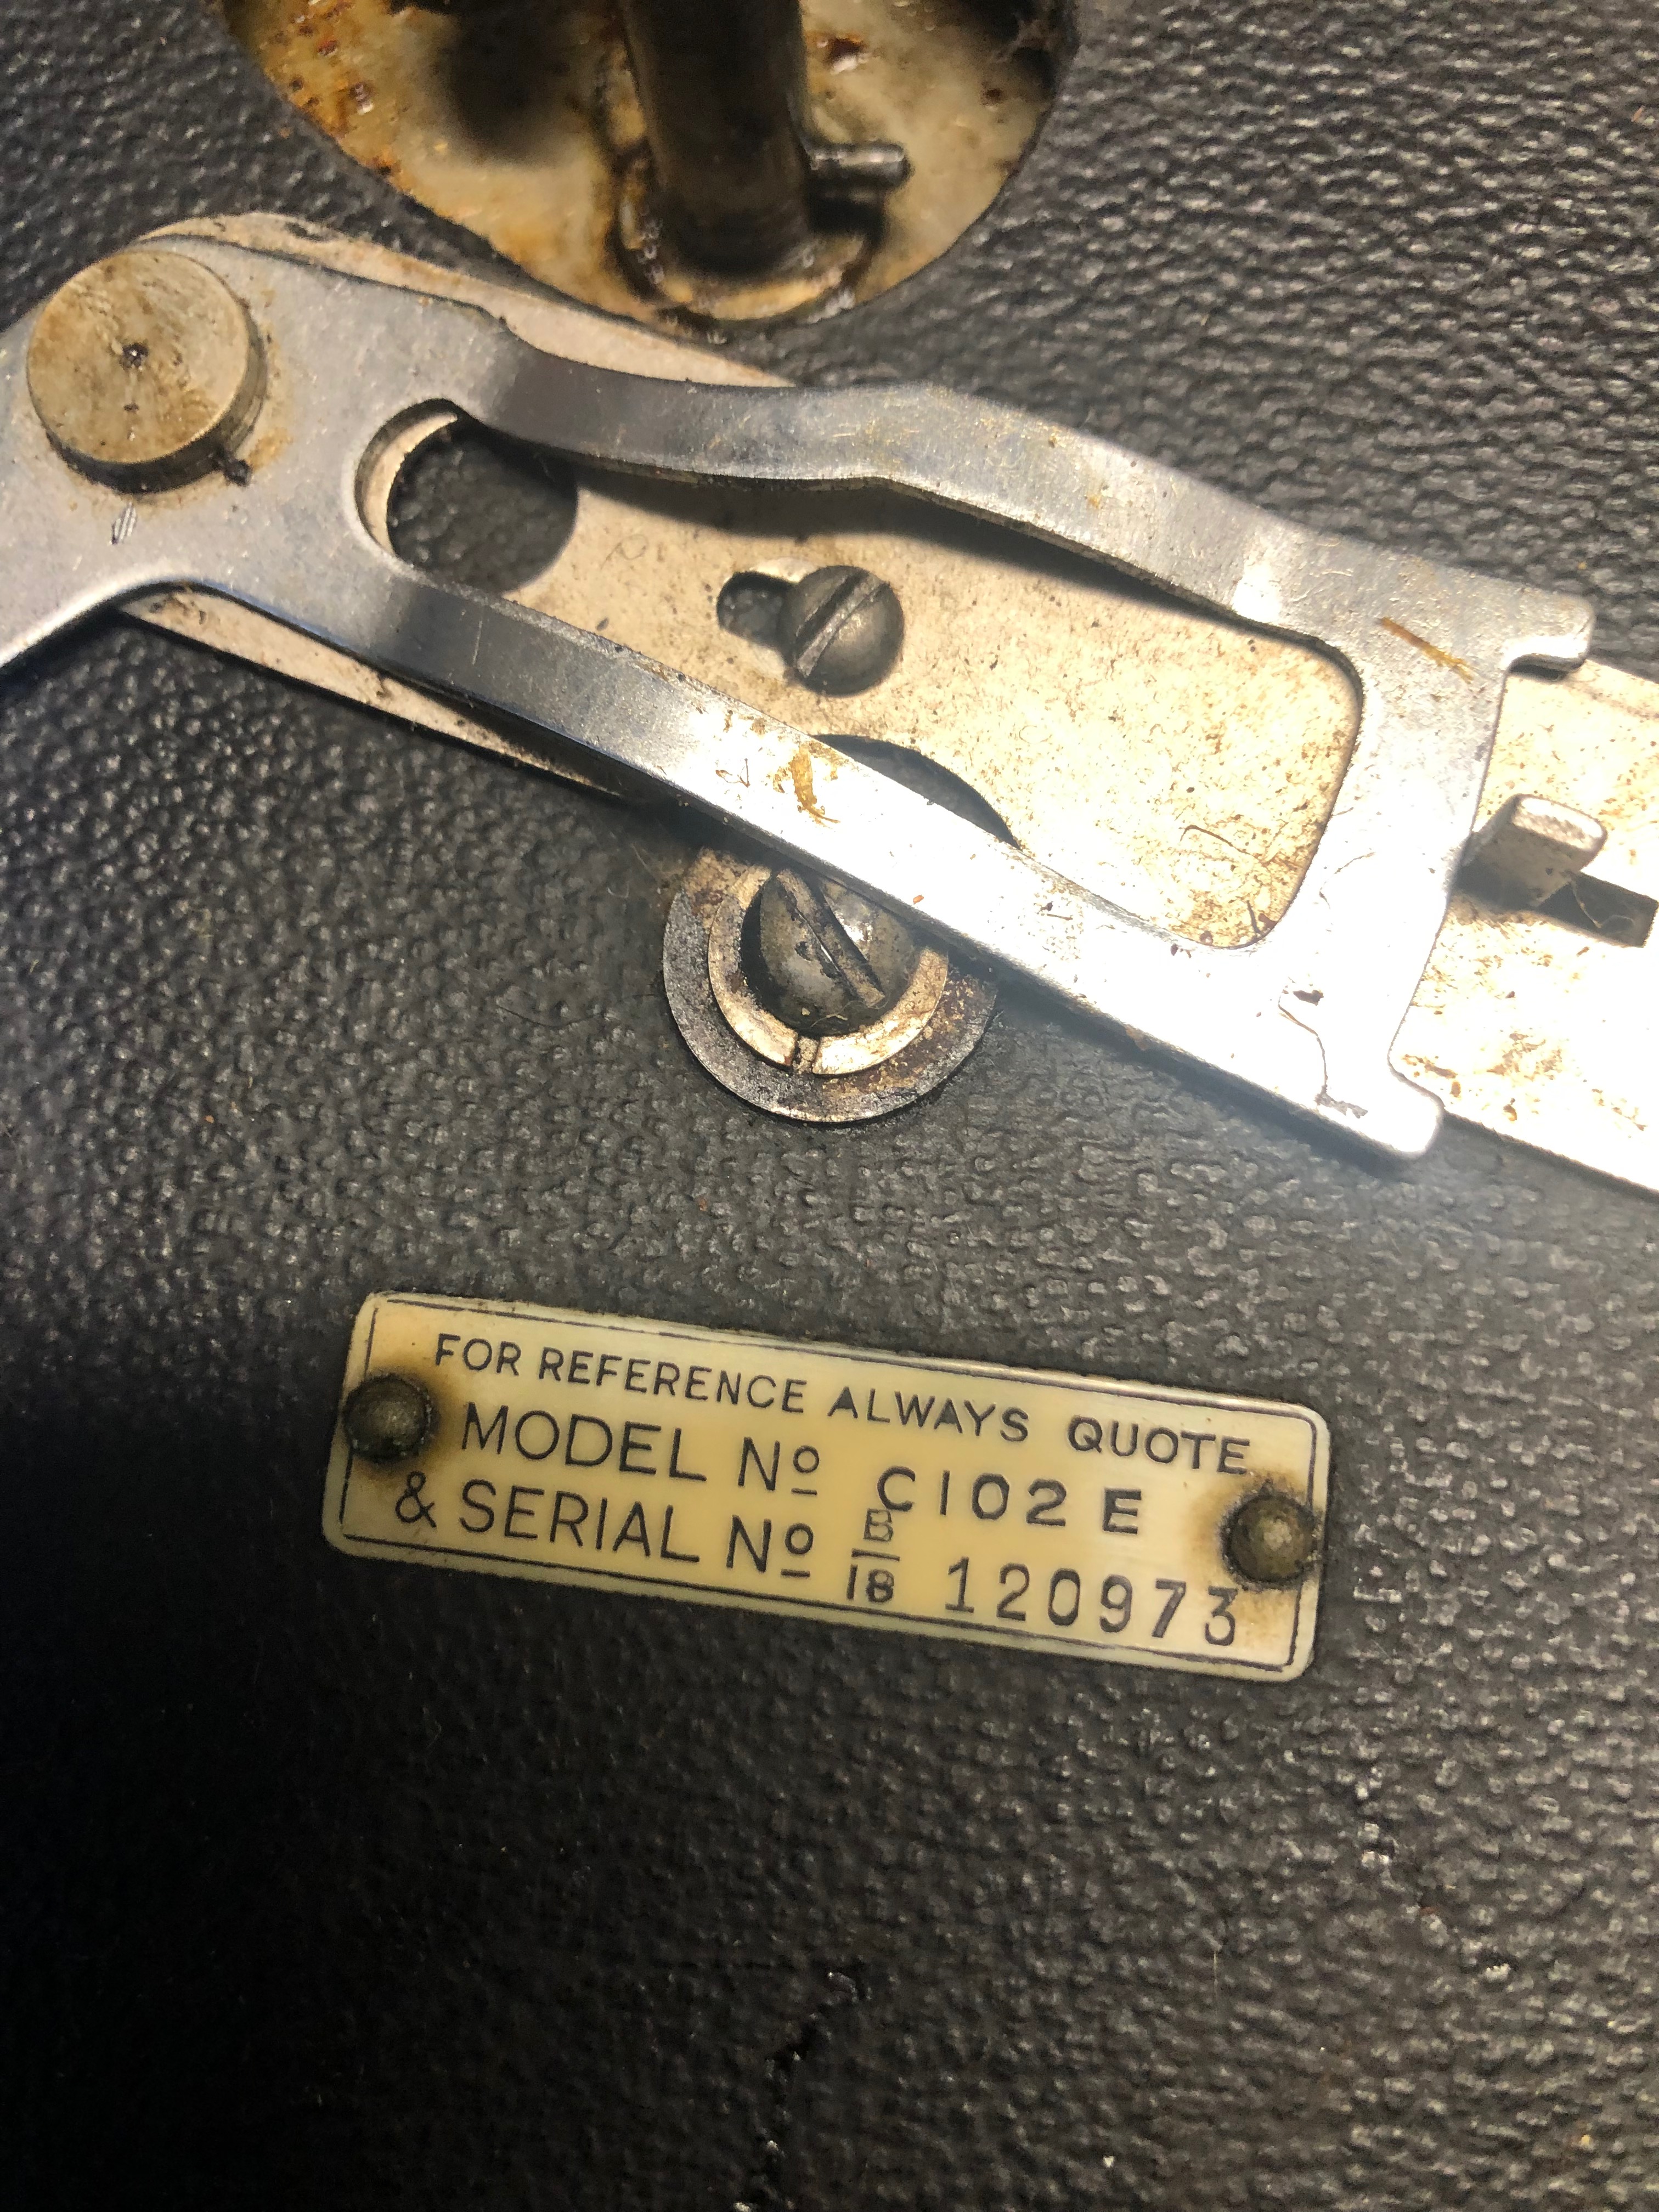 FOR REFERENCE ALWAYS QUOTE
MODEL Nº C102 E
& SERIAL Nº B/18 120973